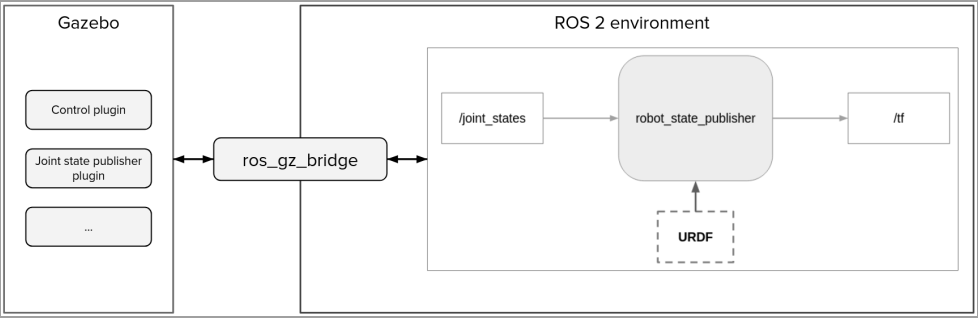 Gazebo
ROS 2 environment
Control plugin
Joint state publisher
plugin
...
ros_gz_bridge
/joint_states
robot_state_publisher
/tf
URDF